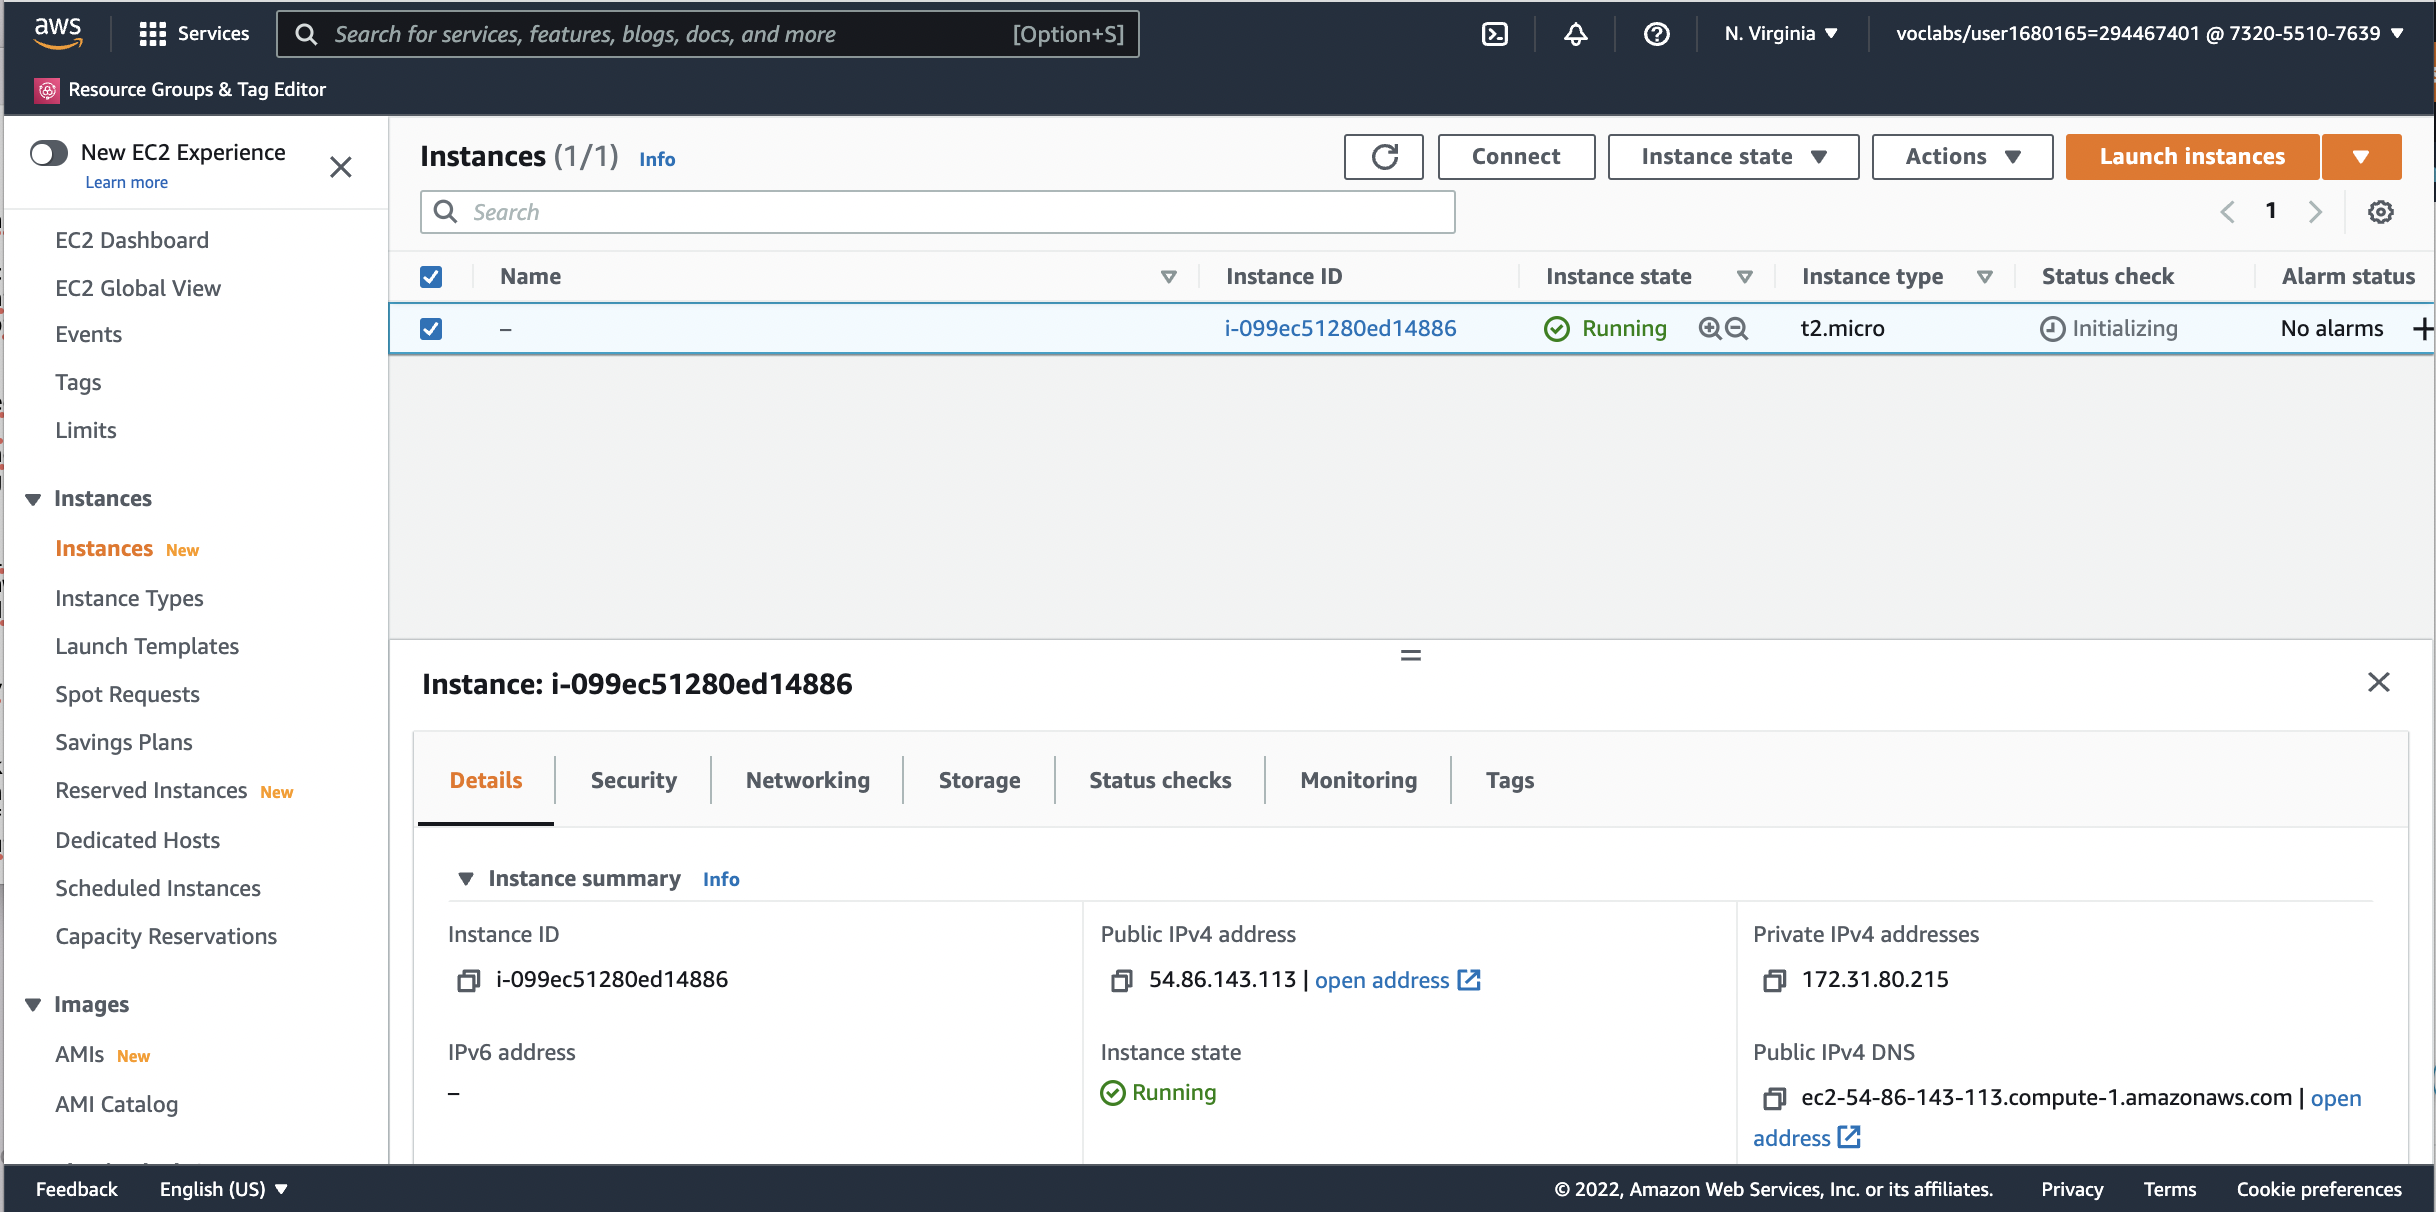 aws
Services
Search for services, features, blogs, docs, and more [Option+S]
N. Virginia
voclabs/user1680165=294467401 @ 7320-5510-7639
Resource Groups & Tag Editor
New EC2 Experience
Learn more
EC2 Dashboard
EC2 Global View
Events
Tags
Limits
Instances
Instances New
Instance Types
Launch Templates
Spot Requests
Savings Plans
Reserved Instances New
Dedicated Hosts
Scheduled Instances
Capacity Reservations
Images
AMIs New
AMI Catalog
Instances (1/1) Info
Connect
Instance state
Actions
Launch instances
Search
1
Name Instance ID Instance state Instance type Status check Alarm status
– i-099ec51280ed14886 Running t2.micro Initializing No alarms +
Instance: i-099ec51280ed14886
Details Security Networking Storage Status checks Monitoring Tags
Instance summary Info
Instance ID
i-099ec51280ed14886
Public IPv4 address
54.86.143.113 | open address
Private IPv4 addresses
172.31.80.215
IPv6 address
–
Instance state
Running
Public IPv4 DNS
ec2-54-86-143-113.compute-1.amazonaws.com | open
address
Feedback English (US) © 2022, Amazon Web Services, Inc. or its affiliates. Privacy Terms Cookie preferences